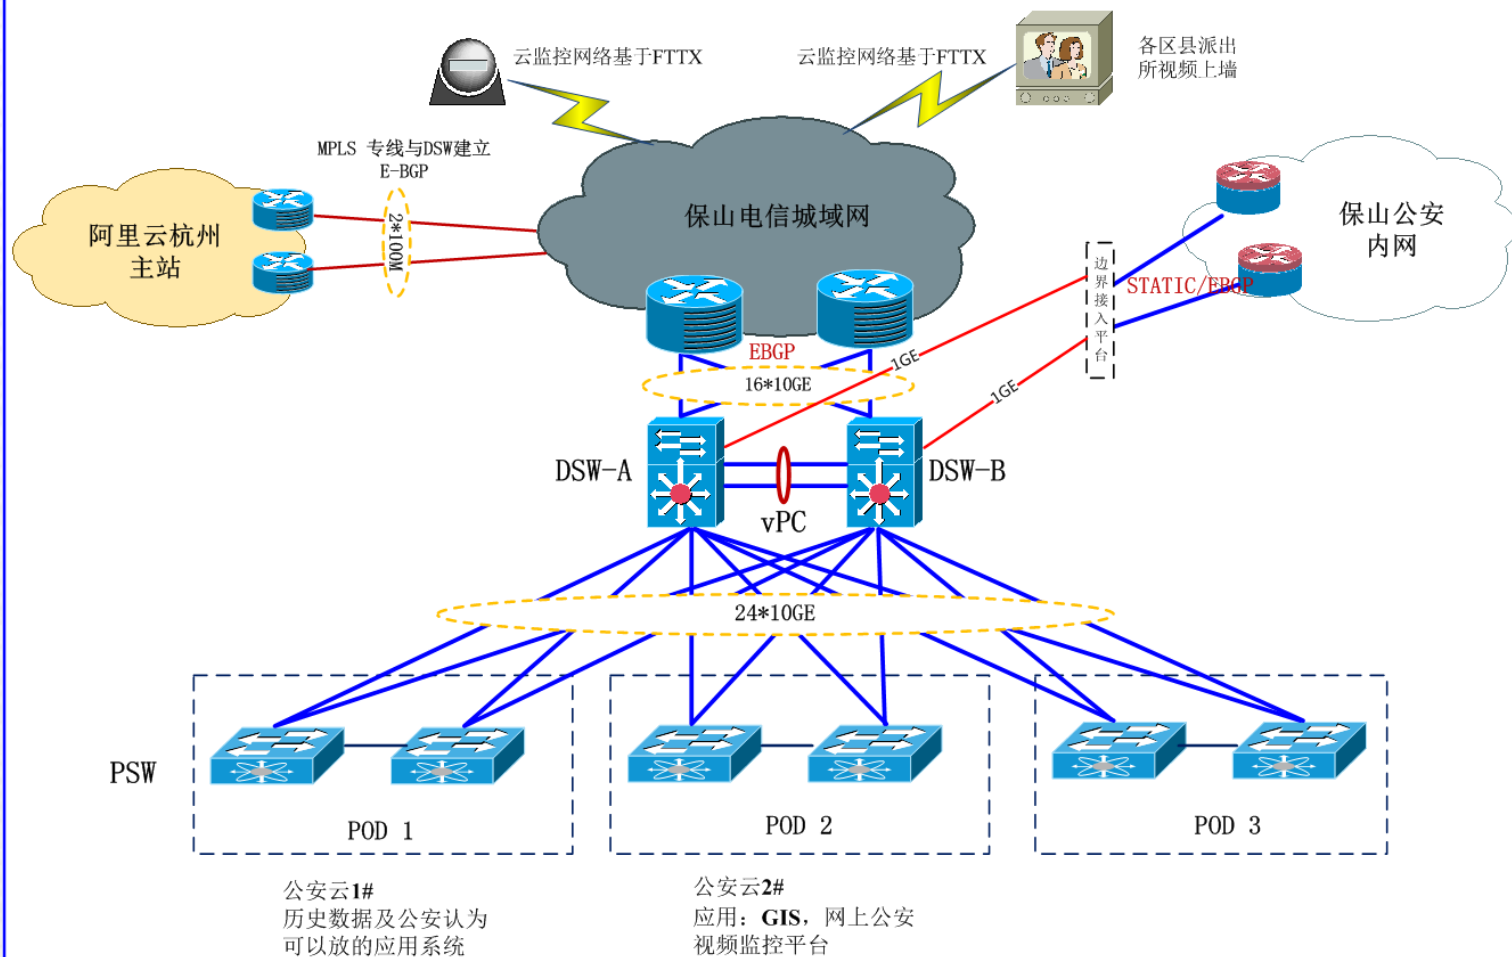 云监控网络基于FTTX
云监控网络基于FTTX
各区县派出
所视频上墙
MPLS 专线与DSW建立
E-BGP
2*100M
阿里云杭州
主站
保山电信城域网
保山公安
内网
边界接入平台
STATIC/EBGP
EBGP
1GE
16*10GE
1GE
DSW-A
DSW-B
vPC
24*10GE
PSW
POD 1
POD 2
POD 3
公安云1#
历史数据及公安认为
可以放的应用系统
公安云2#
应用：GIS，网上公安
视频监控平台